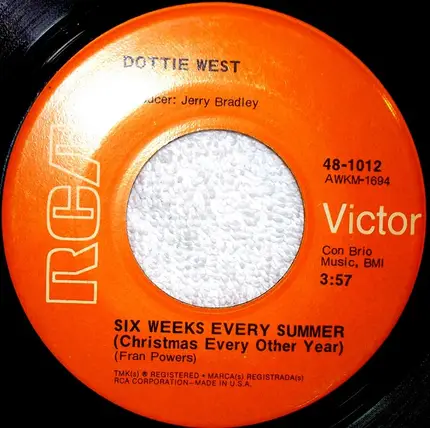 DOTTIE WEST
ducer: Jerry Bradley
48-1012
AWKM-1694
RCA
Victor
Con Brio
Music, BMI
3:57
SIX WEEKS EVERY SUMMER
(Christmas Every Other Year)
(Fran Powers)
TMK(s) ® REGISTERED • MARCA(s) REGISTRADA(s)
RCA CORPORATION—MADE IN U.S.A.